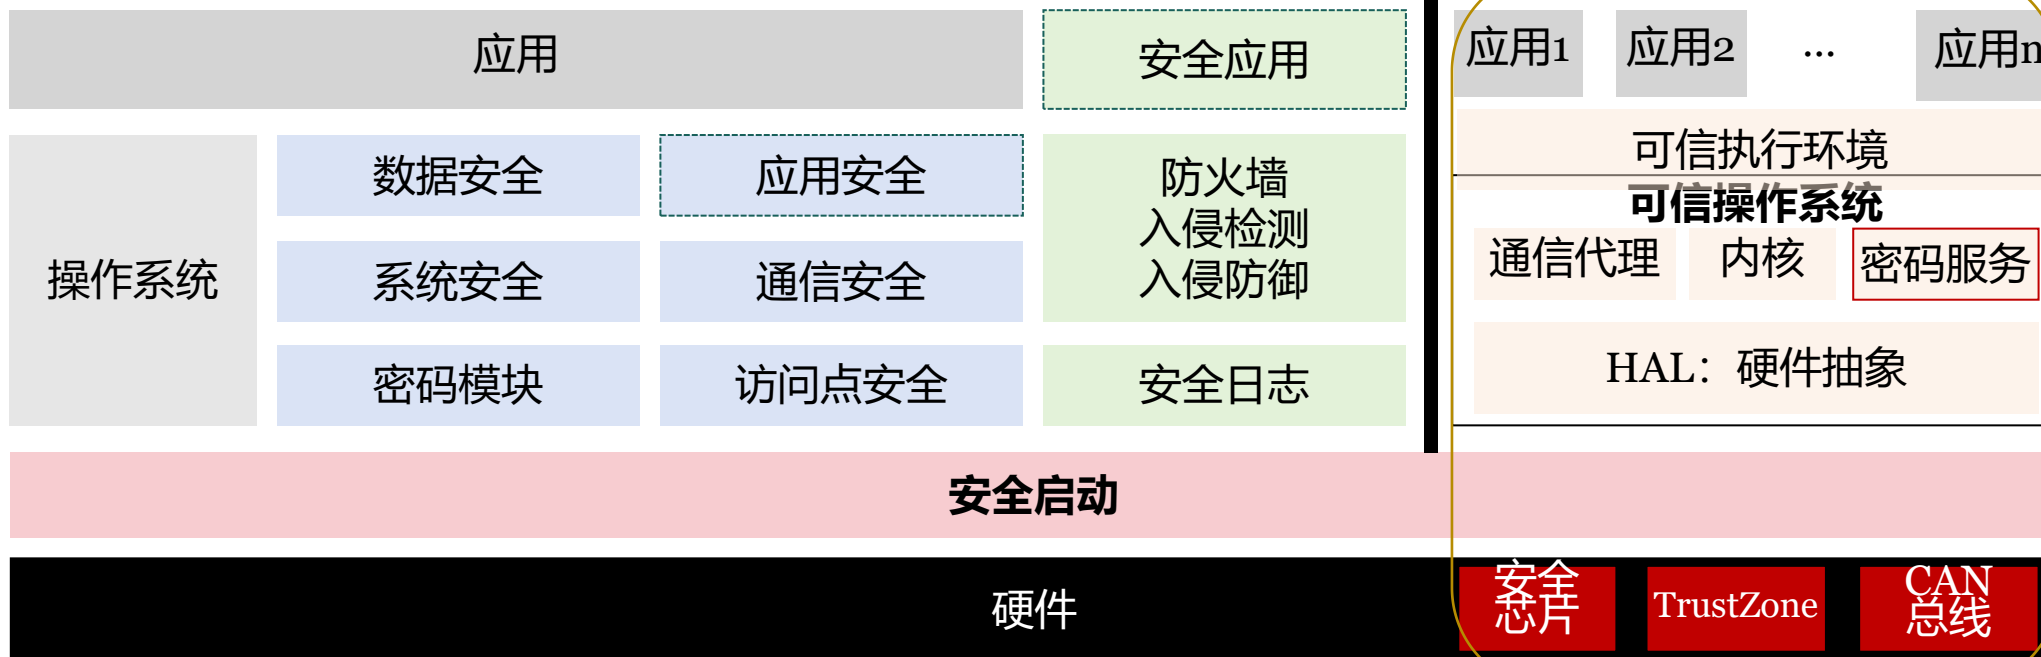 应用
安全应用
应用1
应用2
...
应用n
操作系统
数据安全
应用安全
系统安全
通信安全
密码模块
访问点安全
防火墙
入侵检测
入侵防御
安全日志
可信执行环境
可信操作系统
通信代理
内核
密码服务
HAL：硬件抽象
安全启动
硬件
安全
芯片
TrustZone
CAN
总线